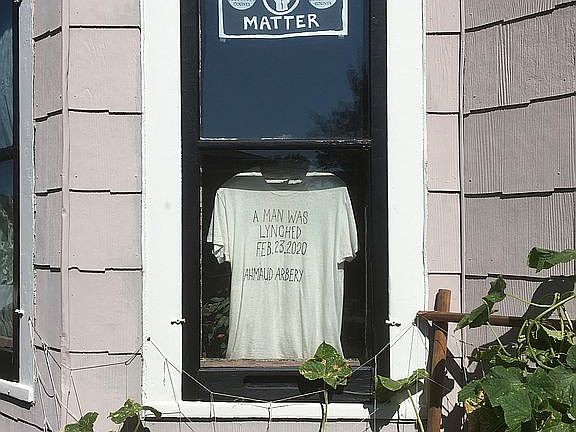 MATTER
A MAN WAS
LYNCHED
FEB. 23, 2020
AHMAUD ARBERY